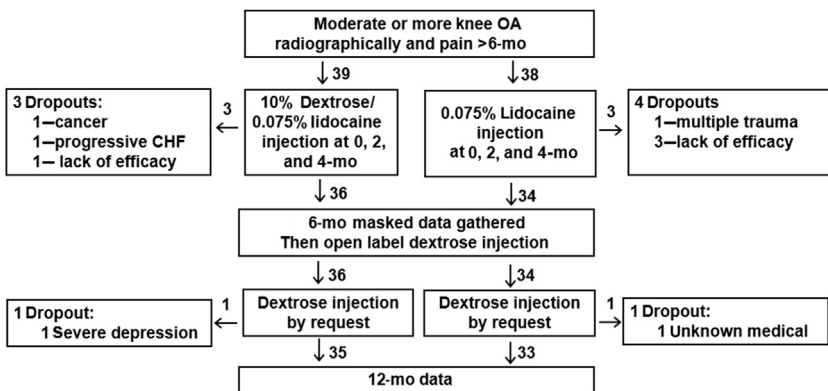 Moderate or more knee OA
radiographically and pain >6-mo
39
38
3 Dropouts:
1—cancer
1—progressive CHF
1— lack of efficacy
3
10% Dextrose/
0.075% lidocaine
injection at 0, 2,
and 4-mo
0.075% Lidocaine
injection
at 0, 2, and 4-mo
3
4 Dropouts
1—multiple trauma
3—lack of efficacy
36
34
6-mo masked data gathered
Then open label dextrose injection
36
34
1 Dropout:
1 Severe depression
1
Dextrose injection
by request
Dextrose injection
by request
1
1 Dropout:
1 Unknown medical
35
33
12-mo data